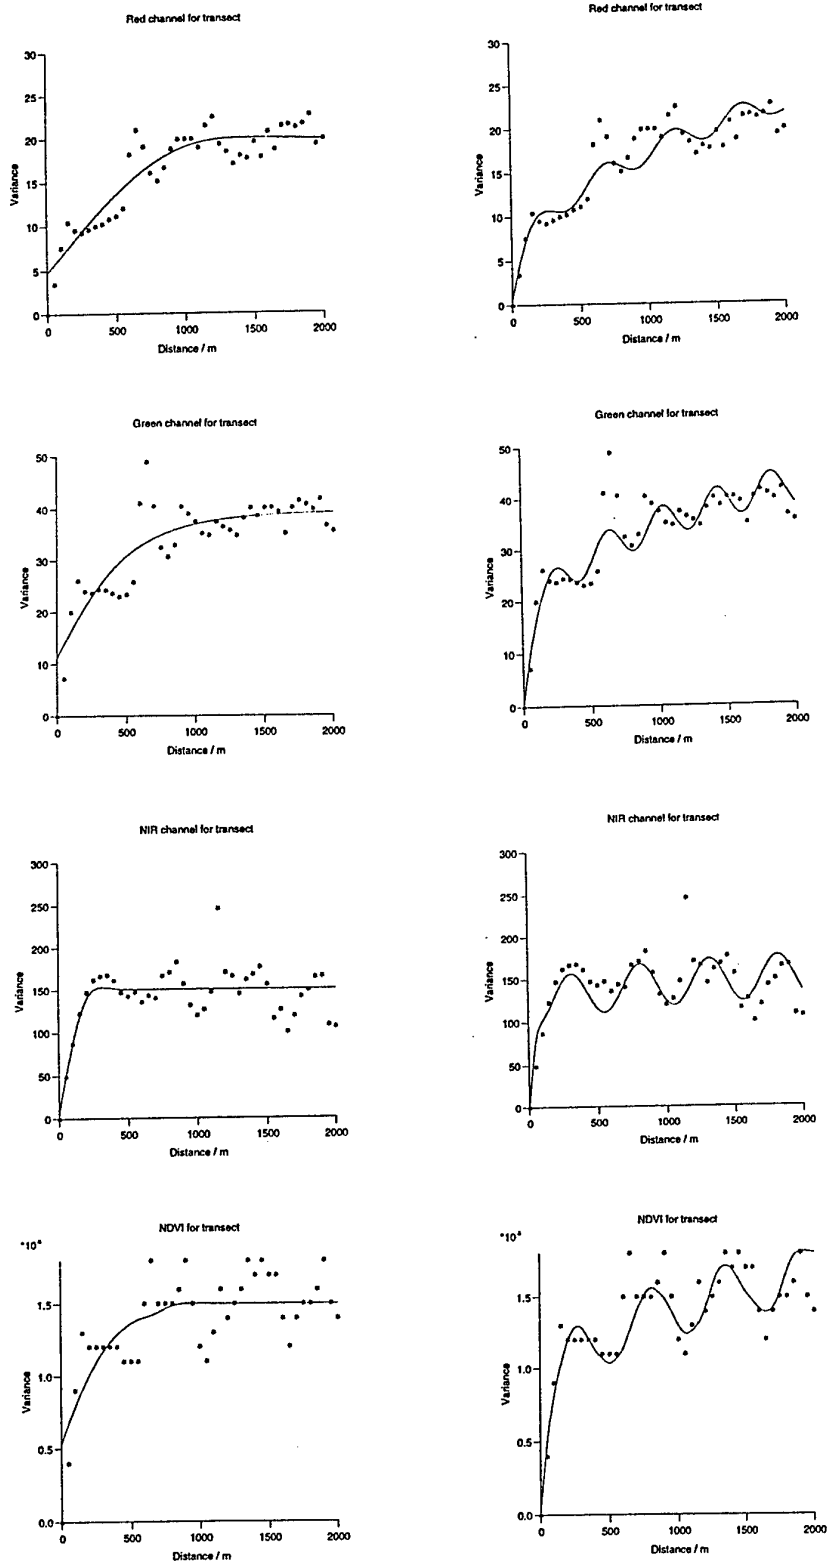 Red channel for transect
30
25
20
15
10
5
0
Variance
0 500 1000 1500 2000
Distance / m
Red channel for transect
30
25
20
15
10
5
0
Variance
0 500 1000 1500 2000
Distance / m
Green channel for transect
50
40
30
20
10
0
Variance
0 500 1000 1500 2000
Distance / m
Green channel for transect
50
40
30
20
10
0
Variance
0 500 1000 1500 2000
Distance / m
NIR channel for transect
300
250
200
150
100
50
0
Variance
0 500 1000 1500 2000
Distance / m
NIR channel for transect
300
250
200
150
100
50
0
Variance
0 500 1000 1500 2000
Distance / m
NDVI for transect
1.5
1.0
0.5
0.0
Variance
0 500 1000 1500 2000
Distance / m
NDVI for transect
1.5
1.0
0.5
0.0
Variance
0 500 1000 1500 2000
Distance / m